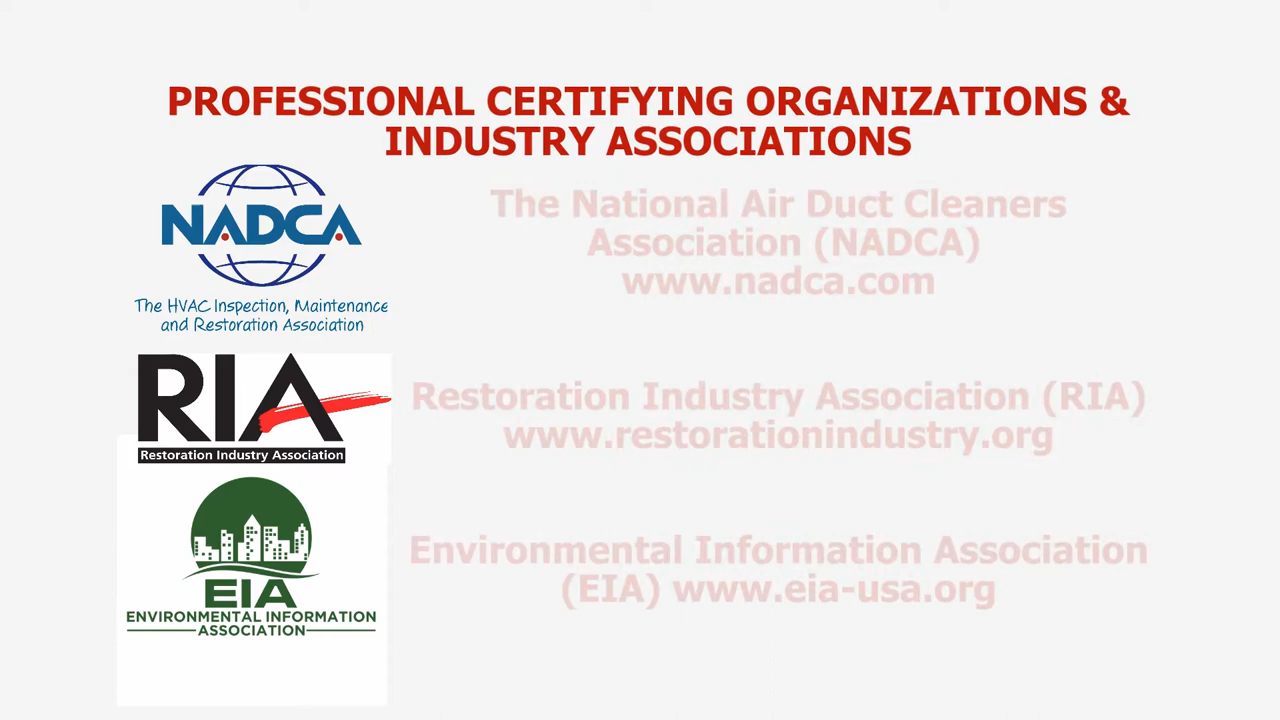 PROFESSIONAL CERTIFYING ORGANIZATIONS &
INDUSTRY ASSOCIATIONS
NADCA
The HVAC Inspection, Maintenance
and Restoration Association
The National Air Duct Cleaners
Association (NADCA)
www.nadca.com
RIA
Restoration Industry Association
Restoration Industry Association (RIA)
www.restorationindustry.org
EIA
ENVIRONMENTAL INFORMATION
ASSOCIATION
Environmental Information Association
(EIA) www.eia-usa.org